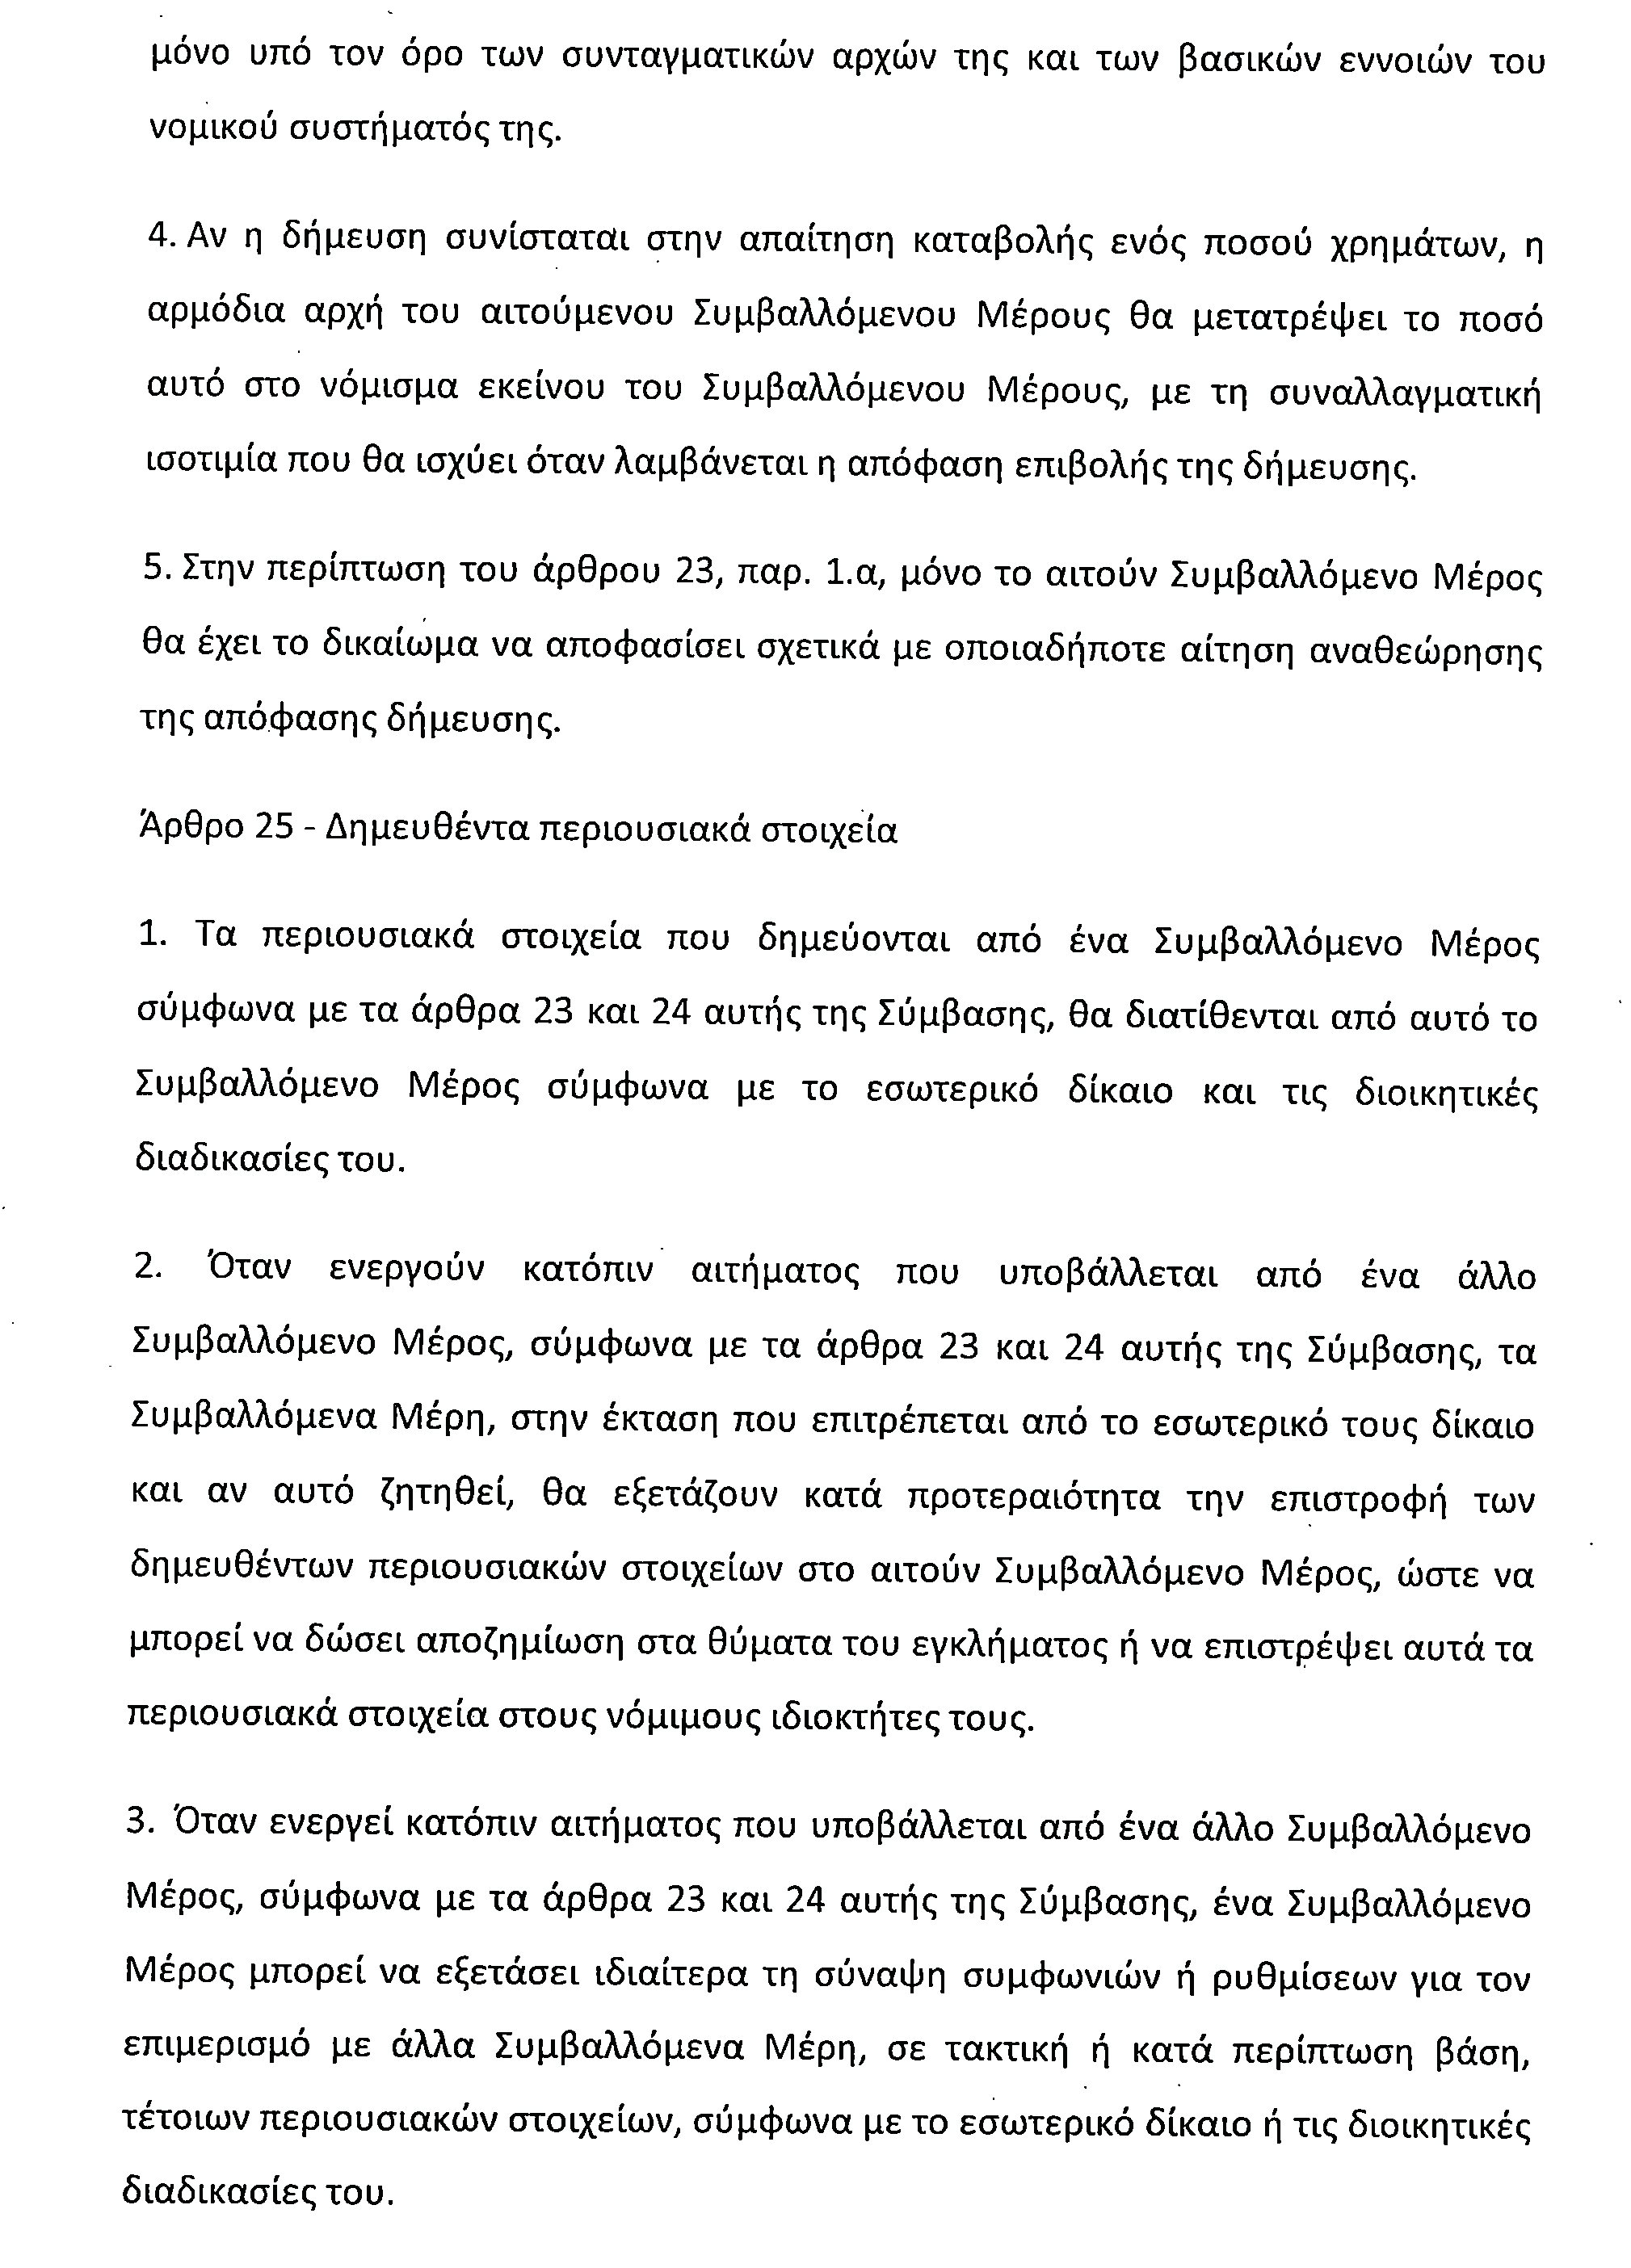 μόνο υπό τον όρο των συνταγματικών αρχών της και των βασικών εννοιών του
νομικού συστήματός της.
4. Αν η δήμευση συνίσταται στην απαίτηση καταβολής ενός ποσού χρημάτων, η
αρμόδια αρχή του αιτούμενου Συμβαλλόμενου Μέρους θα μετατρέψει το ποσό
αυτό στο νόμισμα εκείνου του Συμβαλλόμενου Μέρους, με τη συναλλαγματική
ισοτιμία που θα ισχύει όταν λαμβάνεται η απόφαση επιβολής της δήμευσης.
5. Στην περίπτωση του άρθρου 23, παρ. 1.α, μόνο το αιτούν Συμβαλλόμενο Μέρος
θα έχει το δικαίωμα να αποφασίσει σχετικά με οποιαδήποτε αίτηση αναθεώρησης
της απόφασης δήμευσης.
Άρθρο 25 - Δημευθέντα περιουσιακά στοιχεία
1. Τα περιουσιακά στοιχεία που δημεύονται από ένα Συμβαλλόμενο Μέρος
σύμφωνα με τα άρθρα 23 και 24 αυτής της Σύμβασης, θα διατίθενται από αυτό το
Συμβαλλόμενο Μέρος σύμφωνα με το εσωτερικό δίκαιο και τις διοικητικές
διαδικασίες του.
2. Όταν ενεργούν κατόπιν αιτήματος που υποβάλλεται από ένα άλλο
Συμβαλλόμενο Μέρος, σύμφωνα με τα άρθρα 23 και 24 αυτής της Σύμβασης, τα
Συμβαλλόμενα Μέρη, στην έκταση που επιτρέπεται από το εσωτερικό τους δίκαιο
και αν αυτό ζητηθεί, θα εξετάζουν κατά προτεραιότητα την επιστροφή των
δημευθέντων περιουσιακών στοιχείων στο αιτούν Συμβαλλόμενο Μέρος, ώστε να
μπορεί να δώσει αποζημίωση στα θύματα του εγκλήματος ή να επιστρέψει αυτά τα
περιουσιακά στοιχεία στους νόμιμους ιδιοκτήτες τους.
3. Όταν ενεργεί κατόπιν αιτήματος που υποβάλλεται από ένα άλλο Συμβαλλόμενο
Μέρος, σύμφωνα με τα άρθρα 23 και 24 αυτής της Σύμβασης, ένα Συμβαλλόμενο
Μέρος μπορεί να εξετάσει ιδιαίτερα τη σύναψη συμφωνιών ή ρυθμίσεων για τον
επιμερισμό με άλλα Συμβαλλόμενα Μέρη, σε τακτική ή κατά περίπτωση βάση,
τέτοιων περιουσιακών στοιχείων, σύμφωνα με το εσωτερικό δίκαιο ή τις διοικητικές
διαδικασίες του.